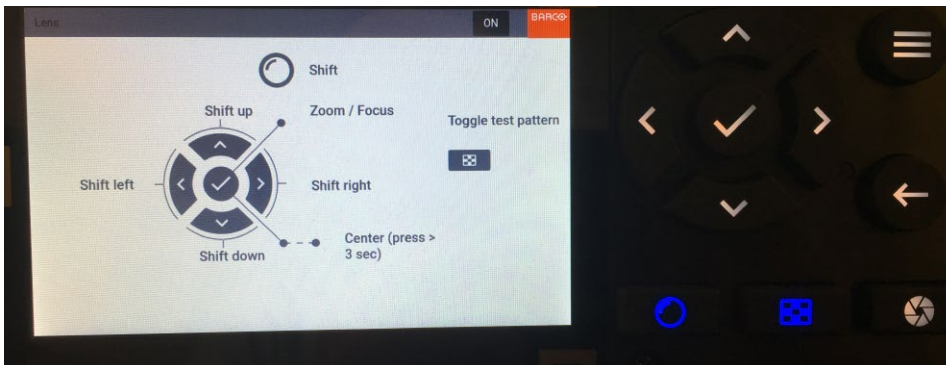 Lens
ON
BARCO
Shift
Shift up
Zoom / Focus
Toggle test pattern
Shift left
Shift right
Center (press >
3 sec)
Shift down